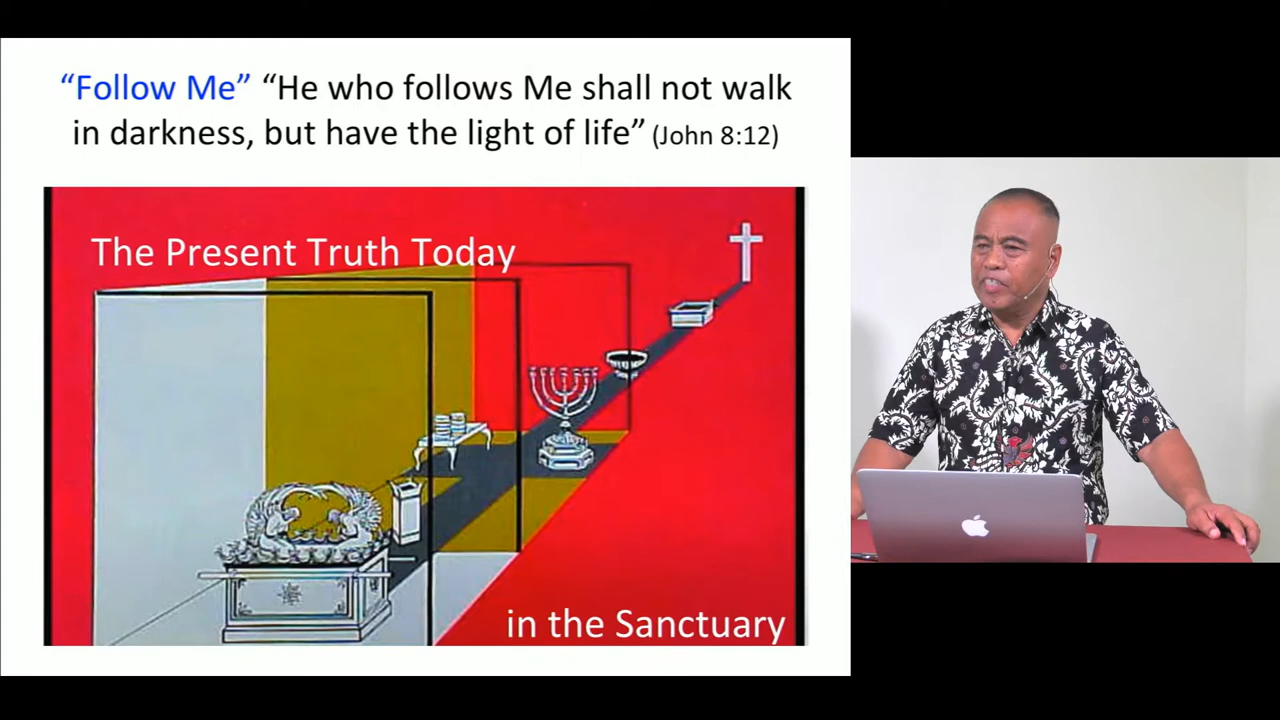 “Follow Me” “He who follows Me shall not walk
in darkness, but have the light of life” (John 8:12)
The Present Truth Today
in the Sanctuary